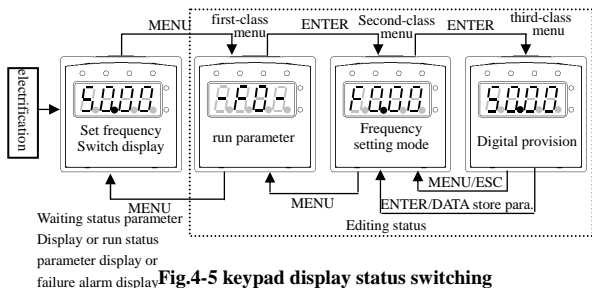 MENU
first-class
menu
ENTER
Second-class
menu
ENTER
third-class
menu
electrification
50.00
-F0-
F0.00
50.00
Set frequency
Switch display
run parameter
Frequency
setting mode
Digital provision
MENU
MENU
MENU/ESC
ENTER/DATA store para.
Editing status
Waiting status parameter
Display or run status
parameter display or
failure alarm display
Fig.4-5 keypad display status switching